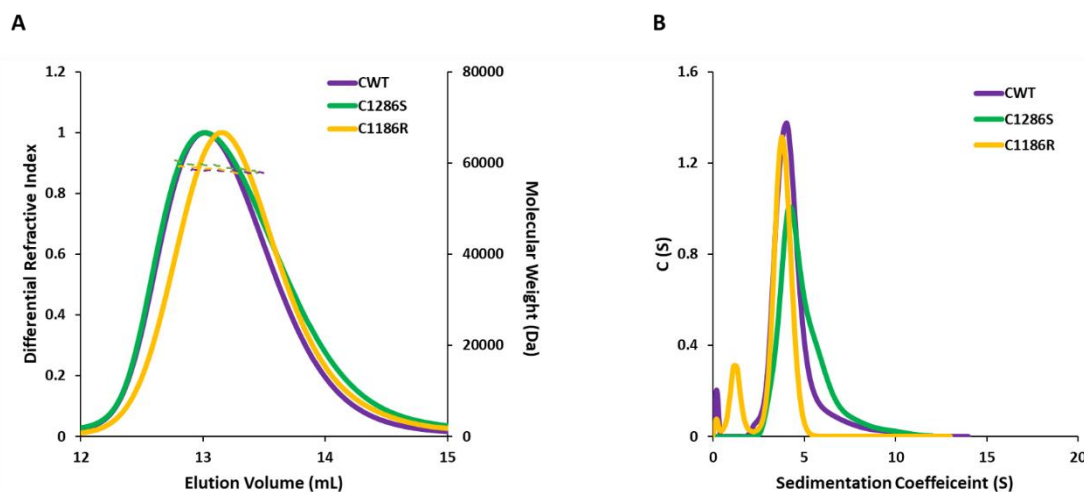 A
B
1.2
1
0.8
0.6
0.4
0.2
0
Differential Refractive Index
80000
60000
40000
20000
0
Molecular Weight (Da)
CWT
C1286S
C1186R
12
13
14
15
Elution Volume (mL)
1.6
1.2
0.8
0.4
0
C (S)
CWT
C1286S
C1186R
0
5
10
15
20
Sedimentation Coeffeiceint (S)